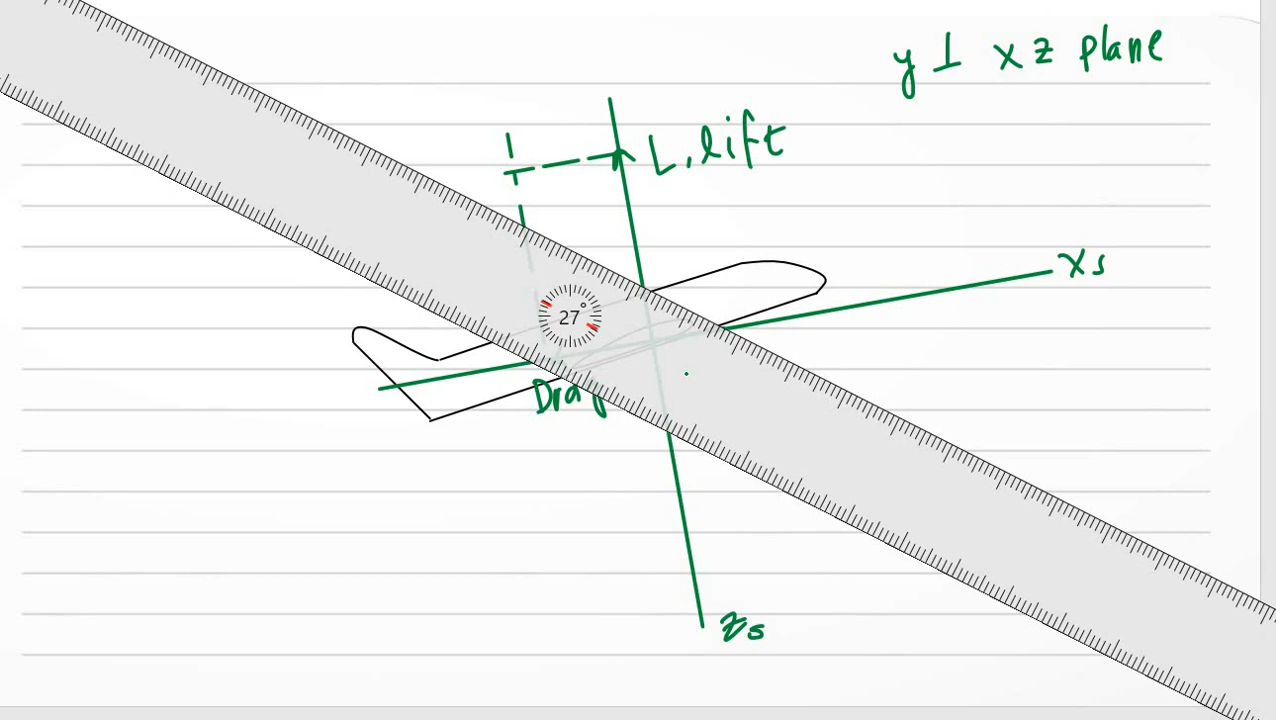 y ⊥ xz plane
L, lift
xs
27°
Drag
zs